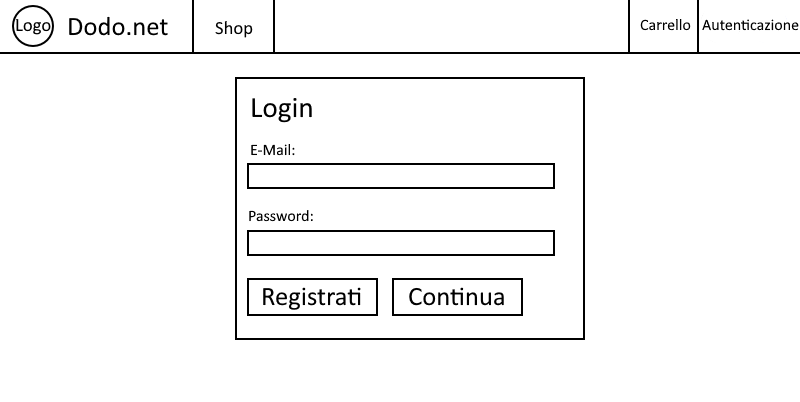 Logo Dodo.net Shop Carrello Autenticazione
Login
E-Mail:
Password:
Registrati Continua